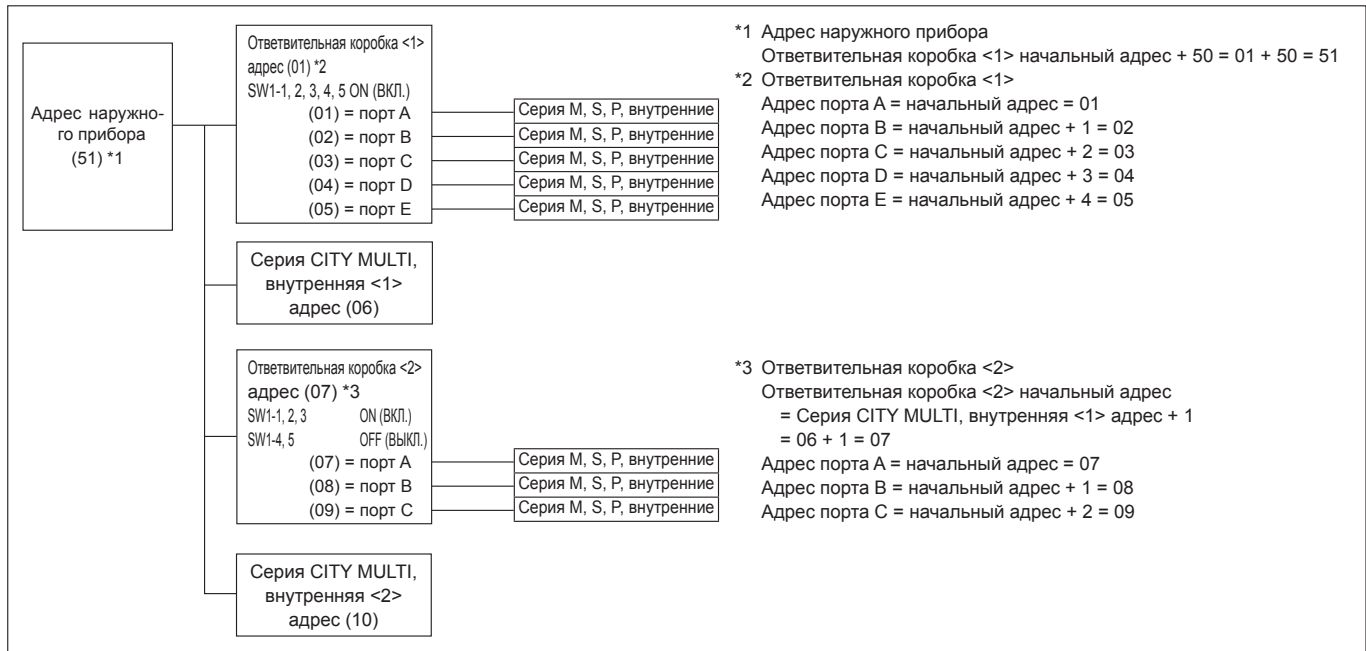 Адрес наружно-
го прибора
(51) *1
Ответвительная коробка <1>
адрес (01) *2
SW1-1, 2, 3, 4, 5 ON (ВКЛ.)
(01) = порт A
(02) = порт B
(03) = порт C
(04) = порт D
(05) = порт E
Серия M, S, P, внутренние
Серия M, S, P, внутренние
Серия M, S, P, внутренние
Серия M, S, P, внутренние
Серия M, S, P, внутренние
Серия CITY MULTI,
внутренняя <1>
адрес (06)
Ответвительная коробка <2>
адрес (07) *3
SW1-1, 2, 3 ON (ВКЛ.)
SW1-4, 5 OFF (ВЫКЛ.)
(07) = порт A
(08) = порт B
(09) = порт C
Серия M, S, P, внутренние
Серия M, S, P, внутренние
Серия M, S, P, внутренние
Серия CITY MULTI,
внутренняя <2>
адрес (10)
*1 Адрес наружного прибора
Ответвительная коробка <1> начальный адрес + 50 = 01 + 50 = 51
*2 Ответвительная коробка <1>
Адрес порта A = начальный адрес = 01
Адрес порта B = начальный адрес + 1 = 02
Адрес порта C = начальный адрес + 2 = 03
Адрес порта D = начальный адрес + 3 = 04
Адрес порта E = начальный адрес + 4 = 05
*3 Ответвительная коробка <2>
Ответвительная коробка <2> начальный адрес
= Серия CITY MULTI, внутренняя <1> адрес + 1
= 06 + 1 = 07
Адрес порта A = начальный адрес = 07
Адрес порта B = начальный адрес + 1 = 08
Адрес порта C = начальный адрес + 2 = 09